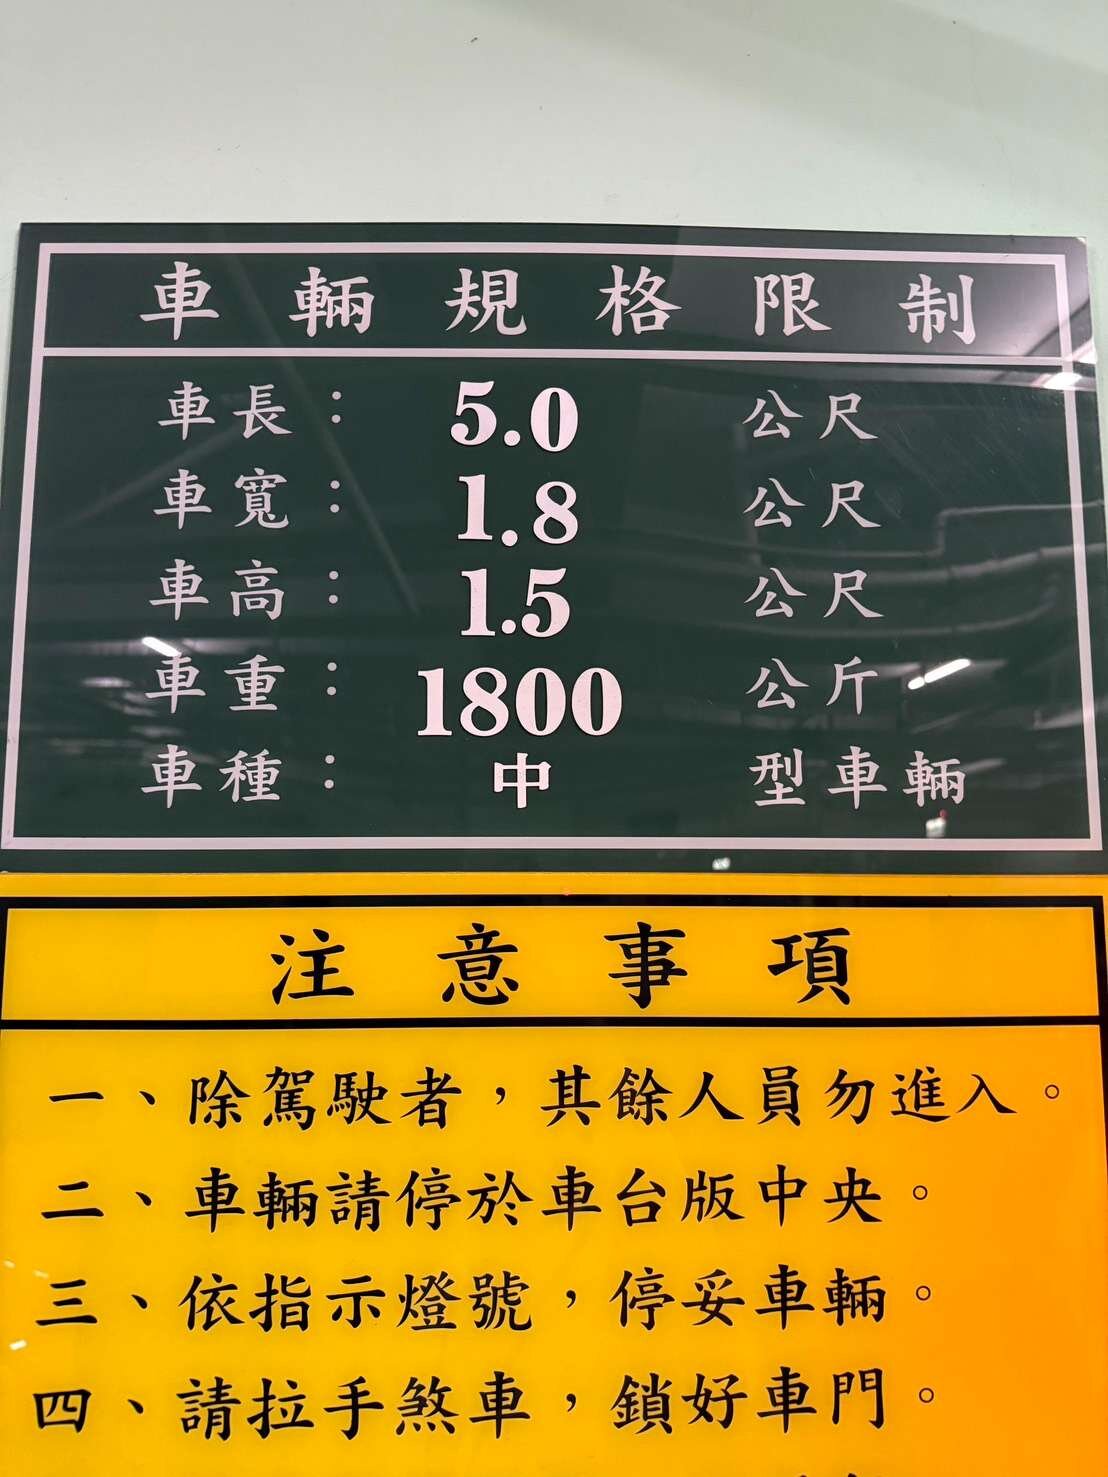 車輛規格限制
車長：5.0 公尺
車寬：1.8 公尺
車高：1.5 公尺
車重：1800 公斤
車種：中 型車輛
注意事項
一、除駕駛者，其餘人員勿進入。
二、車輛請停於車台版中央。
三、依指示燈號，停妥車輛。
四、請拉手煞車，鎖好車門。